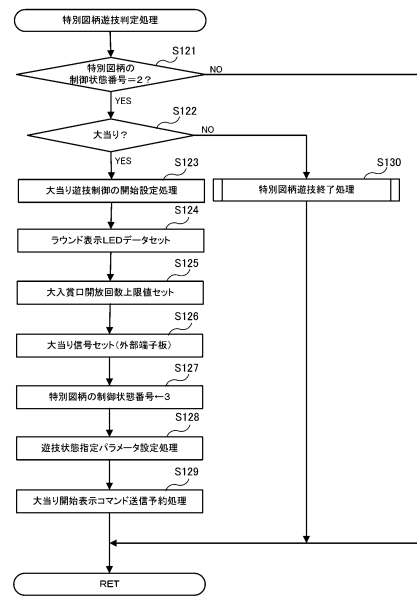 特別図柄遊技判定処理
S121
特別図柄の
制御状態番号＝2？
NO
YES
S122
大当り？
NO
YES
S123
大当り遊技制御の開始設定処理
S130
特別図柄遊技終了処理
S124
ラウンド表示LEDデータセット
S125
大入賞口開放回数上限値セット
S126
大当り信号セット（外部端子板）
S127
特別図柄の制御状態番号←3
S128
遊技状態指定パラメータ設定処理
S129
大当り開始表示コマンド送信予約処理
RET